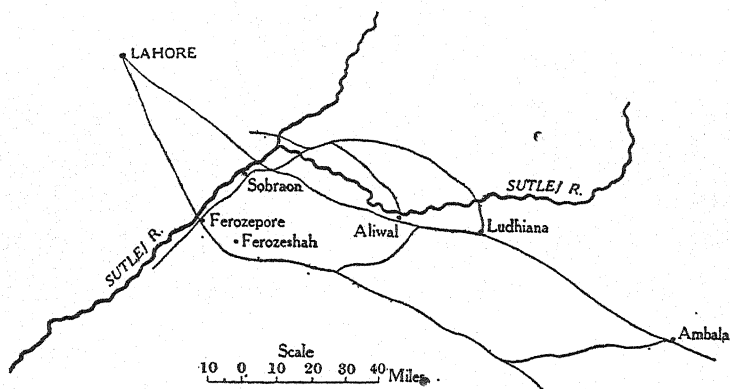 LAHORE
Sobraon
SUTLEJ R.
Ferozepore
Aliwal
Ludhiana
Ferozeshah
SUTLEJ R.
Ambala
Scale
10 0 10 20 30 40 Miles